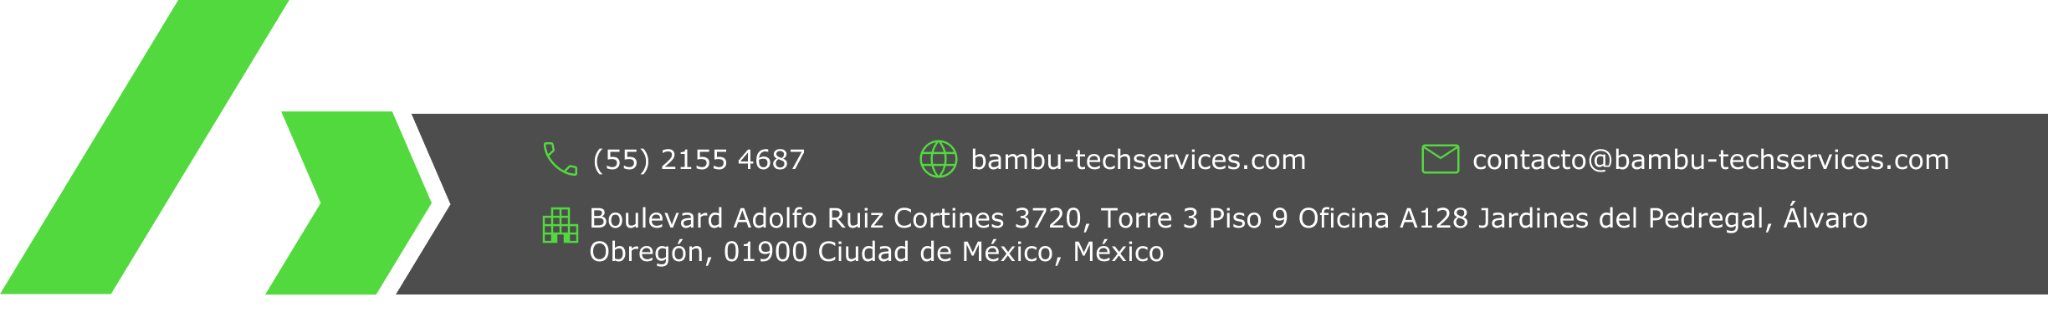 (55) 2155 4687
bambu-techservices.com
contacto@bambu-techservices.com
Boulevard Adolfo Ruiz Cortines 3720, Torre 3 Piso 9 Oficina A128 Jardines del Pedregal, Álvaro
Obregón, 01900 Ciudad de México, México